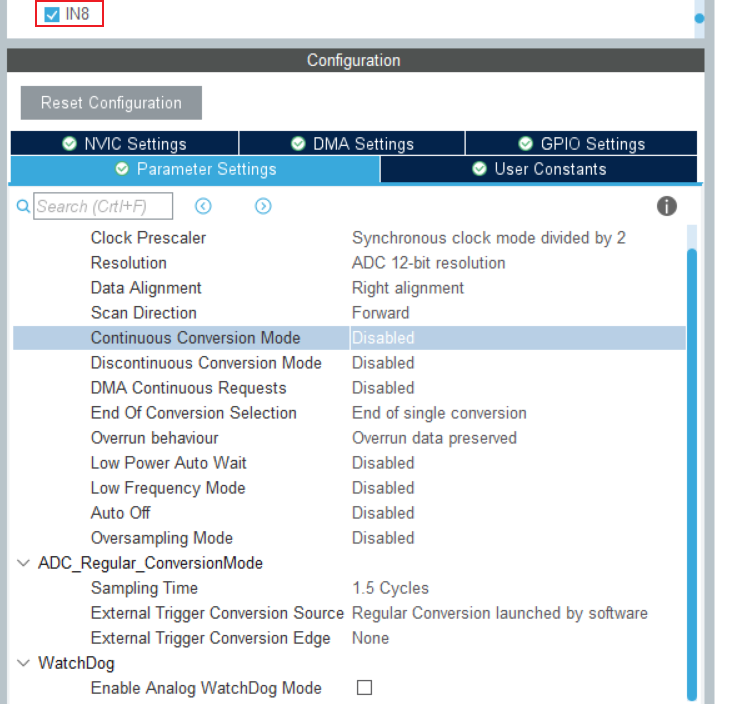 IN8
Configuration
Reset Configuration
NVIC Settings DMA Settings GPIO Settings
Parameter Settings User Constants
Search (Crtl+F)
Clock Prescaler Synchronous clock mode divided by 2
Resolution ADC 12-bit resolution
Data Alignment Right alignment
Scan Direction Forward
Continuous Conversion Mode Disabled
Discontinuous Conversion Mode Disabled
DMA Continuous Requests Disabled
End Of Conversion Selection End of single conversion
Overrun behaviour Overrun data preserved
Low Power Auto Wait Disabled
Low Frequency Mode Disabled
Auto Off Disabled
Oversampling Mode Disabled
ADC_Regular_ConversionMode
Sampling Time 1.5 Cycles
External Trigger Conversion Source Regular Conversion launched by software
External Trigger Conversion Edge None
WatchDog
Enable Analog WatchDog Mode